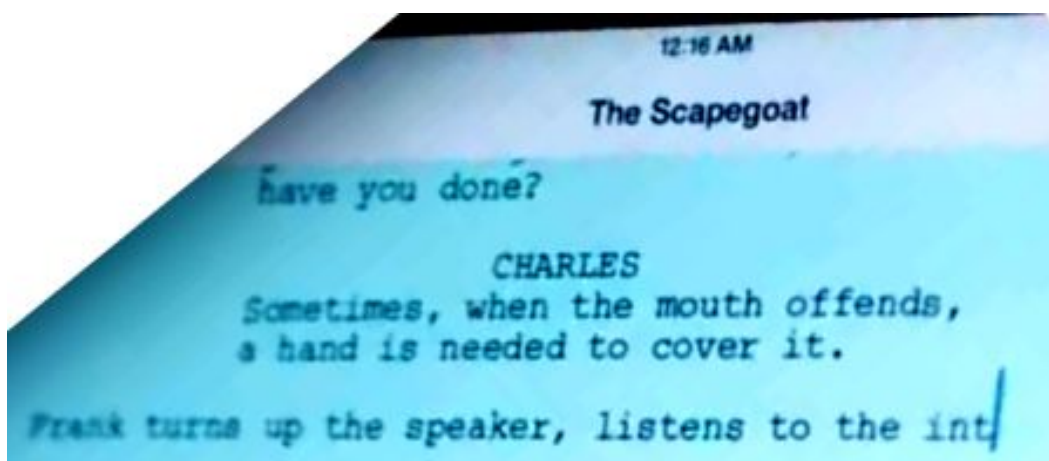 12:16 AM
The Scapegoat
have you done?
CHARLES
Sometimes, when the mouth offends,
a hand is needed to cover it.
Frank turns up the speaker, listens to the int